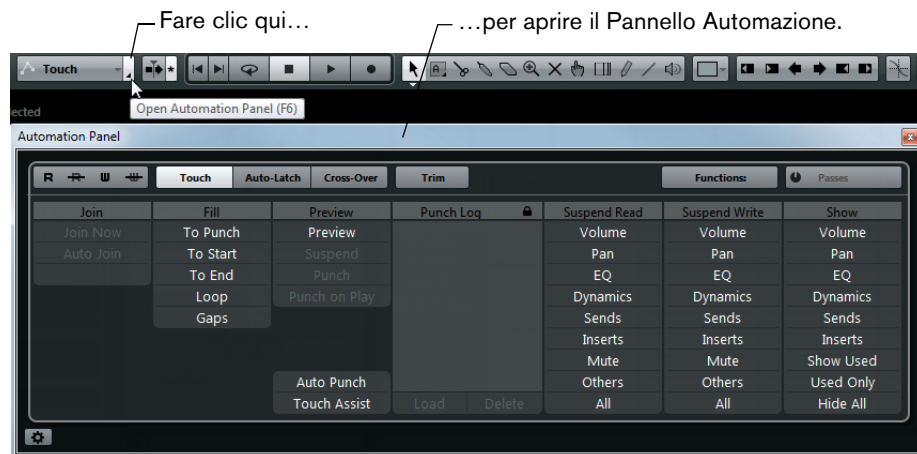 Fare clic qui…
…per aprire il Pannello Automazione.
Touch
ected
Open Automation Panel (F6)
Automation Panel
R R W W Touch Auto-Latch Cross-Over Trim Functions: Passes
Join Fill Preview Punch Log Suspend Read Suspend Write Show
Join Now To Punch Preview Volume Volume Volume
Auto Join To Start Suspend Pan Pan Pan
To End Punch EQ EQ EQ
Loop Punch on Play Dynamics Dynamics Dynamics
Gaps Sends Sends Sends
Inserts Inserts Inserts
Mute Mute Show Used
Auto Punch Others Others Used Only
Touch Assist Load Delete All All Hide All